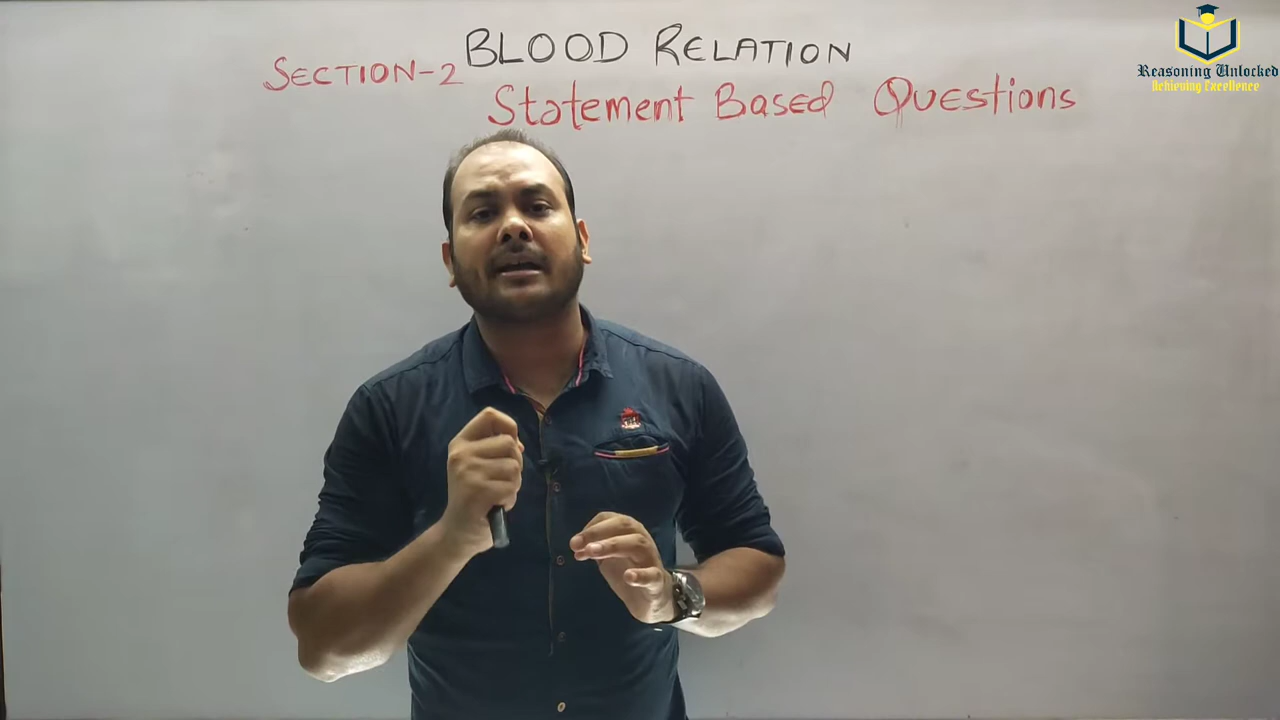 BLOOD RELATION
SECTION-2
Statement Based Questions
Reasoning Unlocked
Achieving Excellence